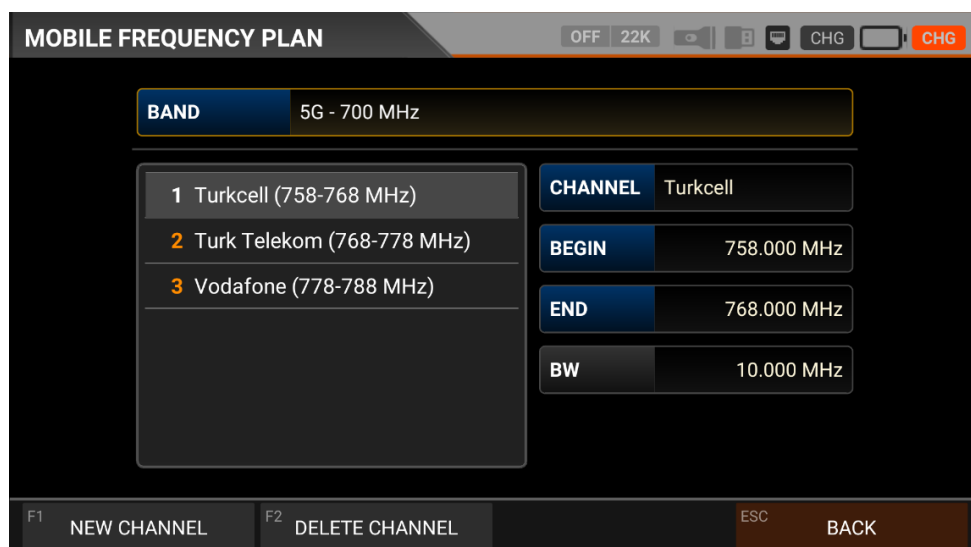 MOBILE FREQUENCY PLAN
OFF 22K CHG CHG
BAND 5G - 700 MHz
1 Turkcell (758-768 MHz)
2 Turk Telekom (768-778 MHz)
3 Vodafone (778-788 MHz)
CHANNEL Turkcell
BEGIN 758.000 MHz
END 768.000 MHz
BW 10.000 MHz
F1 NEW CHANNEL
F2 DELETE CHANNEL
ESC BACK